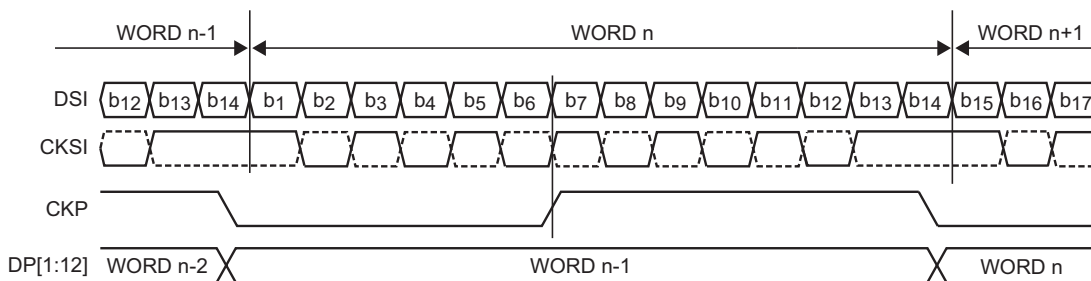 WORD n-1 WORD n WORD n+1
DSI b12 b13 b14 b1 b2 b3 b4 b5 b6 b7 b8 b9 b10 b11 b12 b13 b14 b15 b16 b17
CKSI
CKP
DP[1:12] WORD n-2 WORD n-1 WORD n